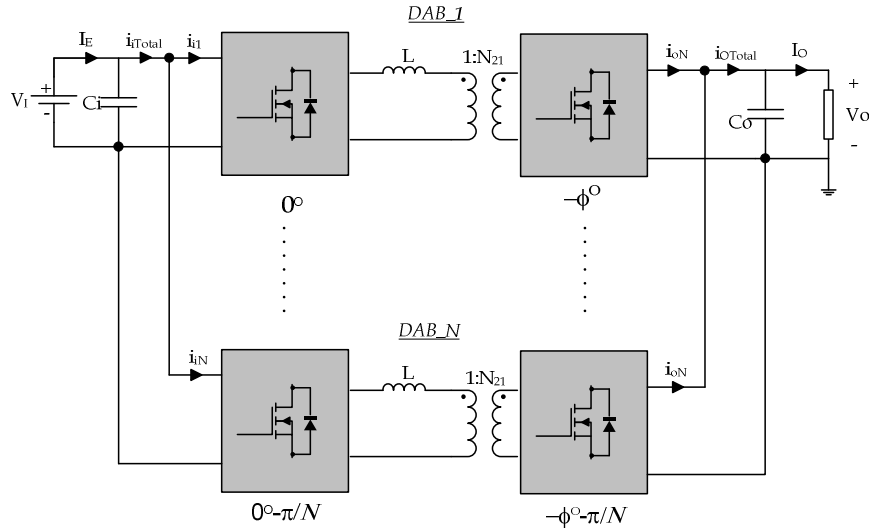 DAB_1
I_E i_iTotal i_i1
L 1:N_21
i_oN i_OTotal I_O
V_I + -
Ci
Co
+ Vo -
0°
−ϕ°
DAB_N
i_iN
L 1:N_21
i_oN
0°-π/N
−ϕ°-π/N